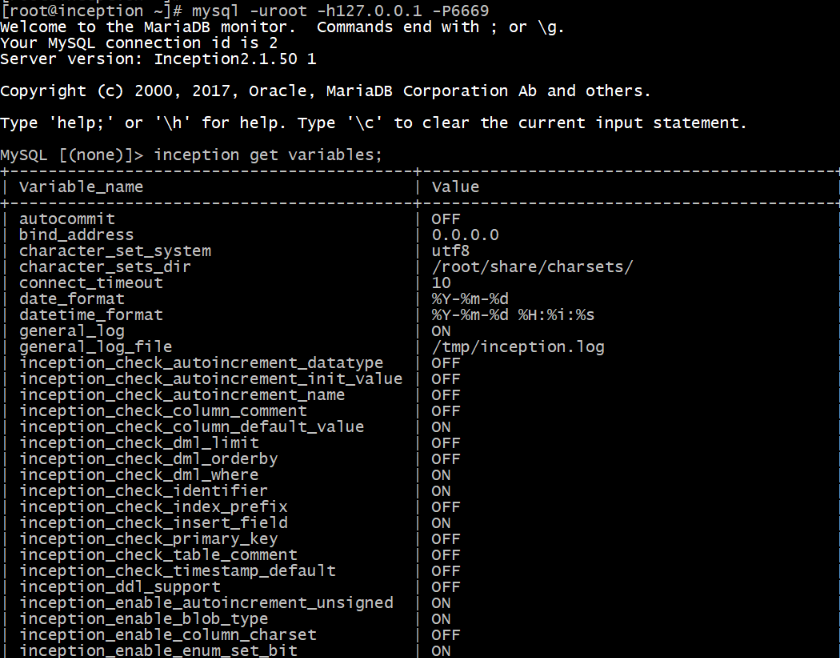 [root@inception ~]# mysql -uroot -h127.0.0.1 -P6669
Welcome to the MariaDB monitor.  Commands end with ; or \g.
Your MySQL connection id is 2
Server version: Inception2.1.50 1
Copyright (c) 2000, 2017, Oracle, MariaDB Corporation Ab and others.
Type 'help;' or '\h' for help. Type '\c' to clear the current input statement.
MySQL [(none)]> inception get variables;
+------------------------------------------+-------------------------------------------
| Variable_name                            | Value
+------------------------------------------+-------------------------------------------
| autocommit                               | OFF
| bind_address                             | 0.0.0.0
| character_set_system                     | utf8
| character_sets_dir                       | /root/share/charsets/
| connect_timeout                          | 10
| date_format                              | %Y-%m-%d
| datetime_format                          | %Y-%m-%d %H:%i:%s
| general_log                              | ON
| general_log_file                         | /tmp/inception.log
| inception_check_autoincrement_datatype   | OFF
| inception_check_autoincrement_init_value | OFF
| inception_check_autoincrement_name       | OFF
| inception_check_column_comment           | OFF
| inception_check_column_default_value     | ON
| inception_check_dml_limit                | OFF
| inception_check_dml_orderby              | OFF
| inception_check_dml_where                | ON
| inception_check_identifier               | ON
| inception_check_index_prefix             | OFF
| inception_check_insert_field             | ON
| inception_check_primary_key              | OFF
| inception_check_table_comment            | OFF
| inception_check_timestamp_default        | OFF
| inception_ddl_support                    | OFF
| inception_enable_autoincrement_unsigned  | ON
| inception_enable_blob_type               | ON
| inception_enable_column_charset          | OFF
| inception_enable_enum_set_bit            | ON